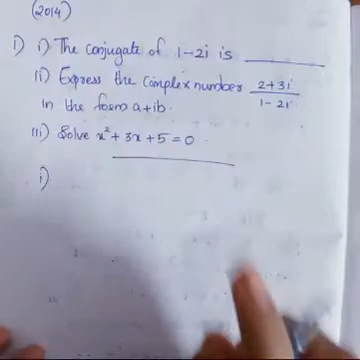 (2014)
1) i) The conjugate of 1-2i is ________
ii) Express the complex number 2+3i / 1-2i
in the form a+ib.
iii) Solve x² + 3x + 5 = 0
i)